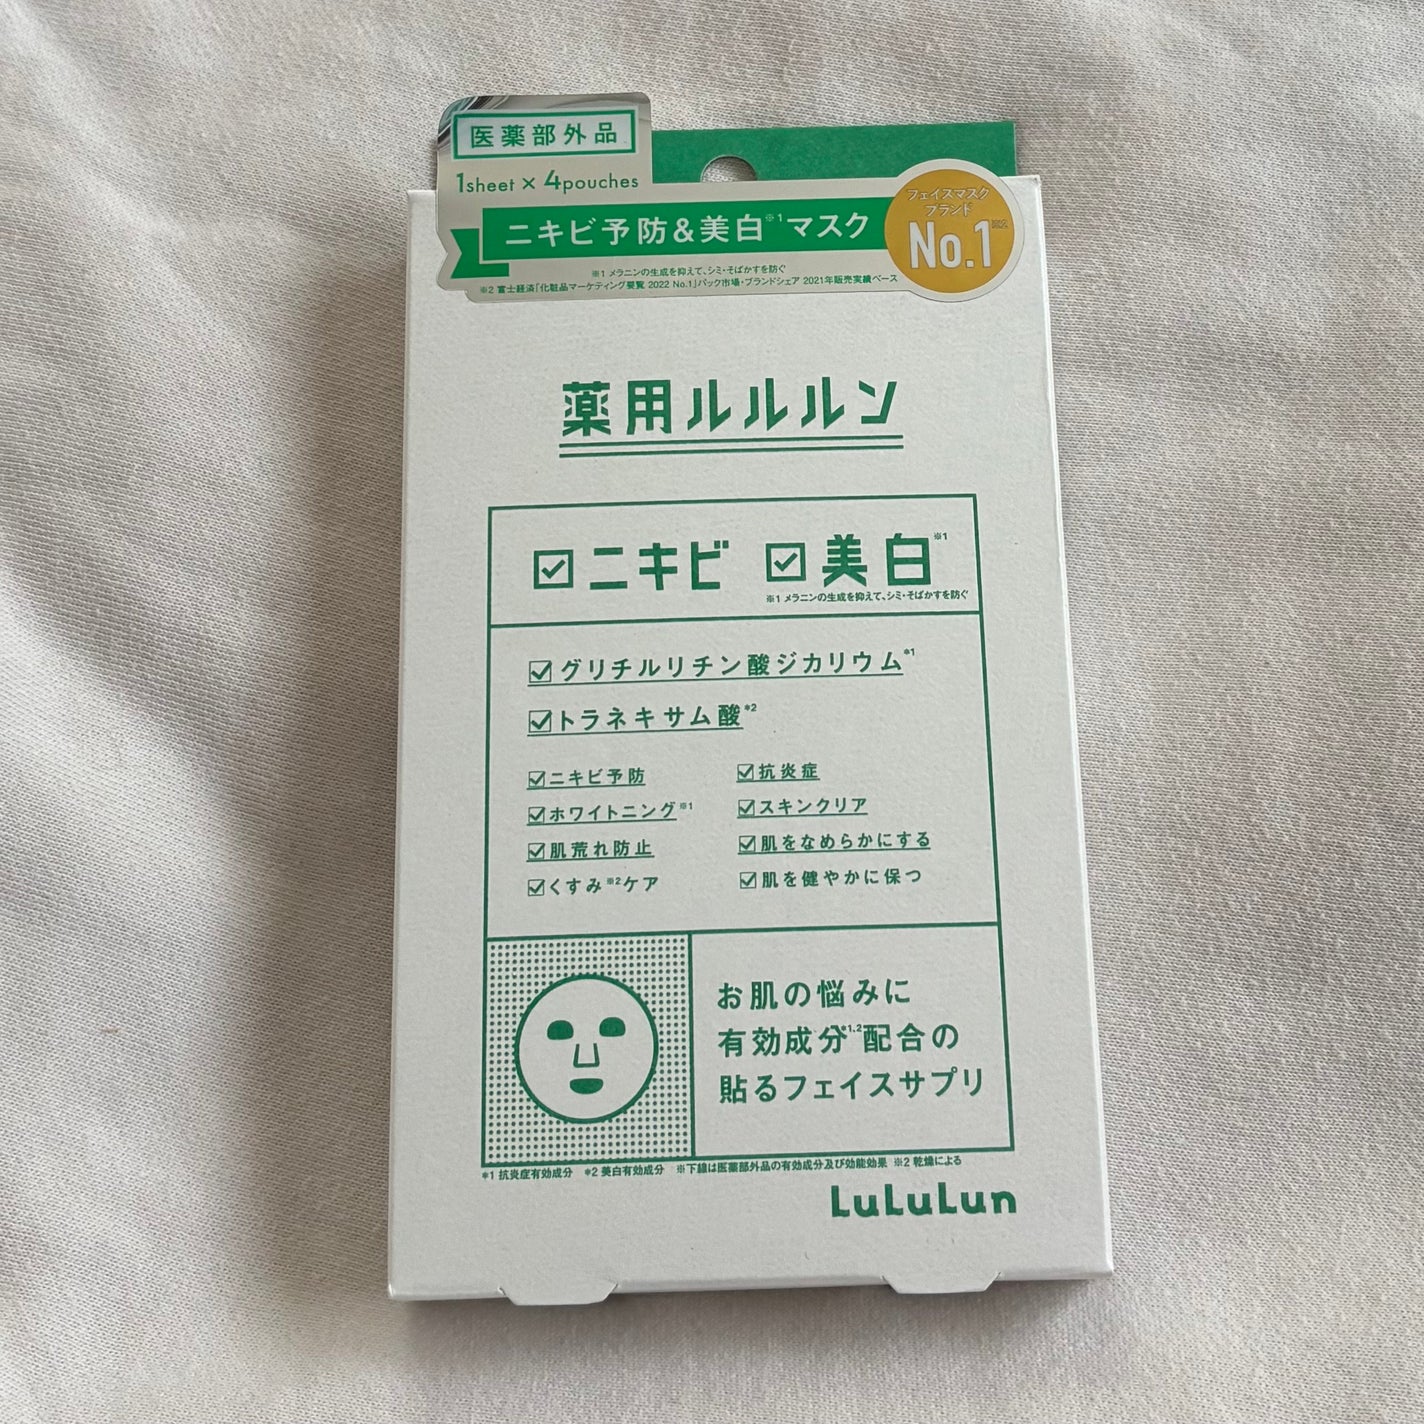 医薬部外品
1sheet × 4pouches
ニキビ予防&美白※1マスク
フェイスマスク
ブランド
No.1※2
※1 メラニンの生成を抑えて、シミ・そばかすを防ぐ
※2 富士経済「化粧品マーケティング要覧 2022 No.1」パック市場・ブランドシェア 2021年販売実績ベース
薬用ルルルン
ニキビ 美白※1
※1 メラニンの生成を抑えて、シミ・そばかすを防ぐ
グリチルリチン酸ジカリウム*1
トラネキサム酸*2
ニキビ予防 抗炎症
ホワイトニング※1 スキンクリア
肌荒れ防止 肌をなめらかにする
くすみ※2ケア 肌を健やかに保つ
お肌の悩みに
有効成分*1,2配合の
貼るフェイスサプリ
*1 抗炎症有効成分 *2 美白有効成分 ※下線は医薬部外品の有効成分及び効能効果 ※2 乾燥による
LuLuLun